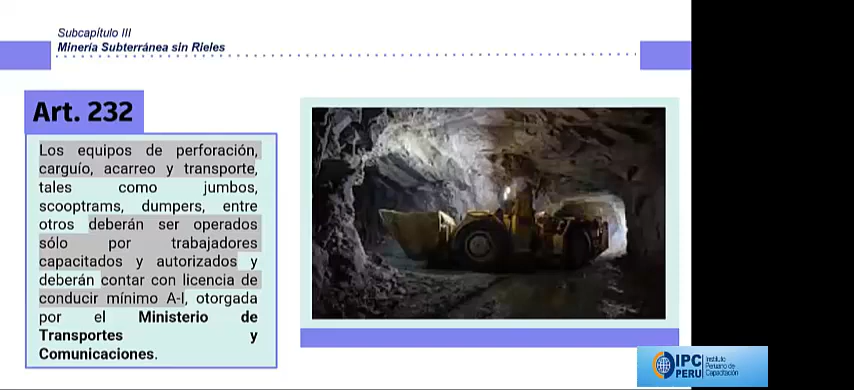 Subcapítulo III
Minería Subterránea sin Rieles
Art. 232
Los equipos de perforación,
carguío, acarreo y transporte,
tales como jumbos,
scooptrams, dumpers, entre
otros deberán ser operados
sólo por trabajadores
capacitados y autorizados y
deberán contar con licencia de
conducir mínimo A-I, otorgada
por el Ministerio de
Transportes y
Comunicaciones.
IPC
PERU
Instituto
Peruano de
Capacitación